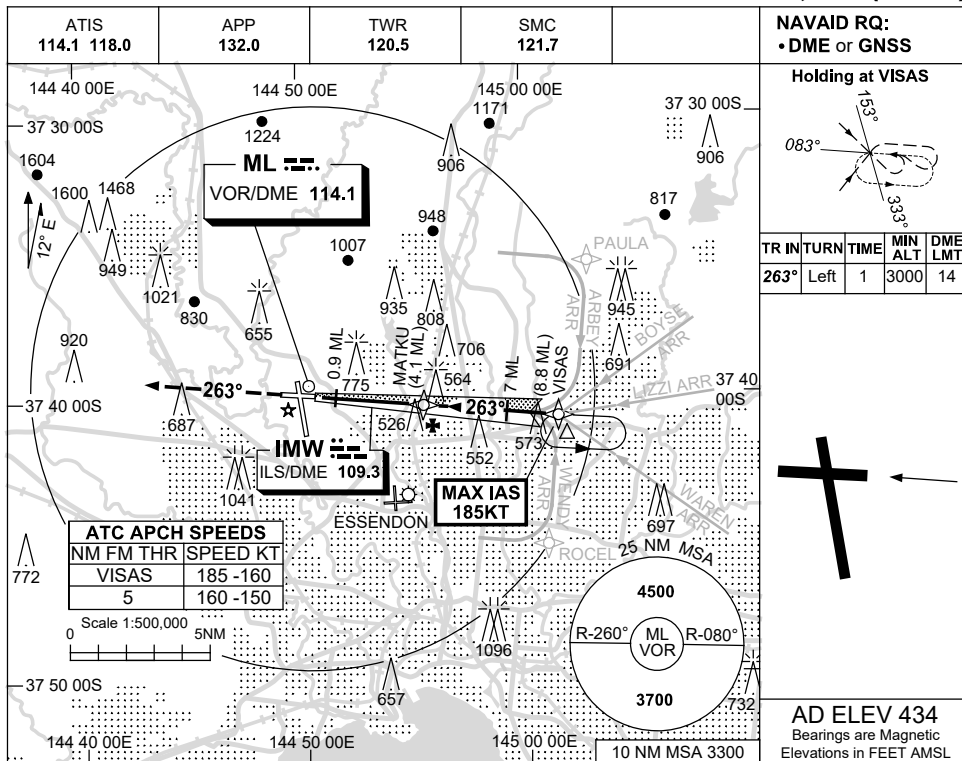 ATIS
114.1 118.0
APP
132.0
TWR
120.5
SMC
121.7
NAVAID RQ:
• DME or GNSS
Holding at VISAS
153°
083°
333°
TR IN TURN TIME MIN ALT DME LMT
263° Left 1 3000 14
144 40 00E
144 50 00E
145 00 00E
37 30 00S
37 30 00S
1171
1224
906
906
1604
ML
VOR/DME 114.1
1600
1468
817
12° E
949
948
1007
PAULA
1021
945
ARBEY
ARR
830
655
935
808
BOYSE
ARR
920
0.9 ML
775
MATKU
(4.1 ML)
706
564
7 ML
(8.8 ML)
VISAS
691
LIZZI ARR
37 40
00S
263°
263°
37 40 00S
687
526
552
573
IMW
ILS/DME 109.3
1041
MAX IAS
185KT
WENDY
ARR
WAREN
ARR
ESSENDON
697
ROCEL
25 NM MSA
ATC APCH SPEEDS
NM FM THR SPEED KT
VISAS 185 -160
5 160 -150
772
4500
R-260°
ML
VOR
R-080°
3700
Scale 1:500,000
0 5NM
1096
657
732
37 50 00S
144 40 00E
144 50 00E
145 00 00E
10 NM MSA 3300
AD ELEV 434
Bearings are Magnetic
Elevations in FEET AMSL